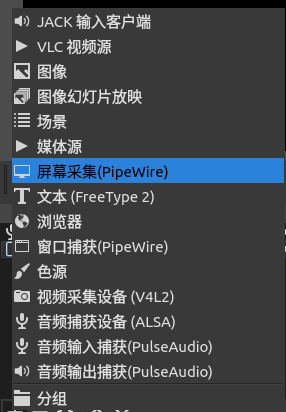 JACK 输入客户端
VLC 视频源
图像
图像幻灯片放映
场景
媒体源
屏幕采集(PipeWire)
文本 (FreeType 2)
浏览器
窗口捕获(PipeWire)
色源
视频采集设备 (V4L2)
音频捕获设备 (ALSA)
音频输入捕获(PulseAudio)
音频输出捕获(PulseAudio)
分组